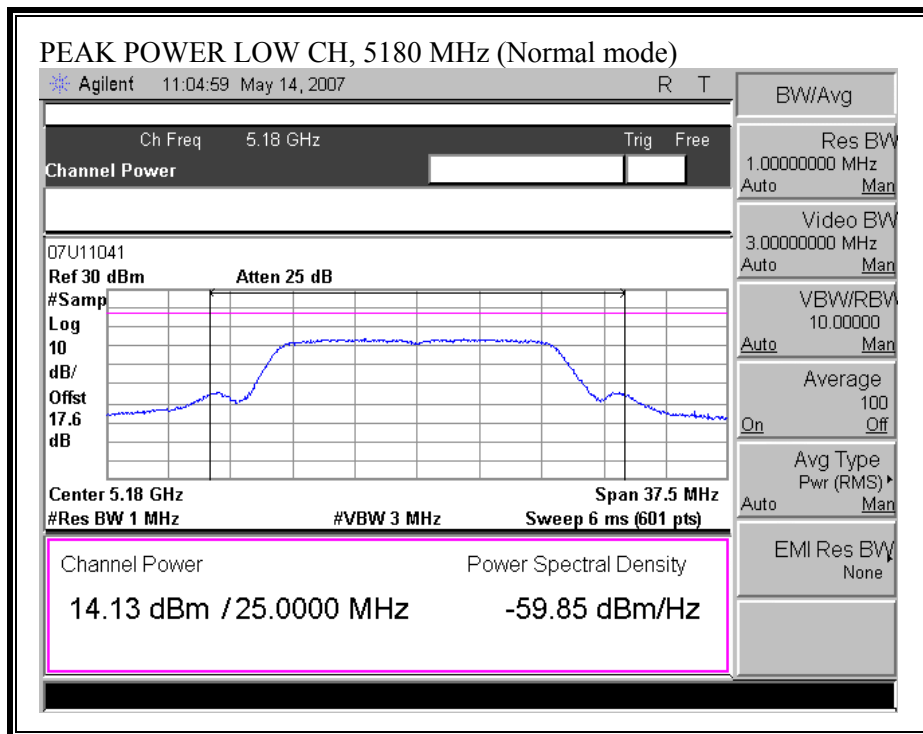 PEAK POWER LOW CH, 5180 MHz (Normal mode)
Agilent 11:04:59 May 14, 2007 R T
BW/Avg
Ch Freq 5.18 GHz Trig Free
Channel Power
Res BW
1.00000000 MHz
Auto Man
Video BW
3.00000000 MHz
Auto Man
VBW/RBW
10.00000
Auto Man
Average
100
On Off
Avg Type
Pwr (RMS)
Auto Man
EMI Res BW
None
07U11041
Ref 30 dBm Atten 25 dB
#Samp
Log
10
dB/
Offst
17.6
dB
Center 5.18 GHz Span 37.5 MHz
#Res BW 1 MHz #VBW 3 MHz Sweep 6 ms (601 pts)
Channel Power Power Spectral Density
14.13 dBm / 25.0000 MHz -59.85 dBm/Hz